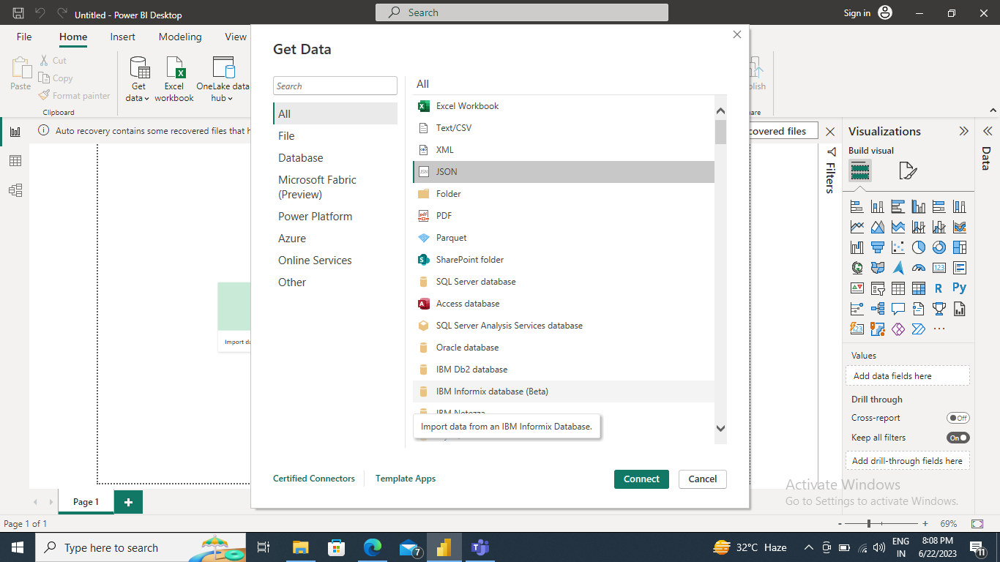 Untitled - Power BI Desktop
Search
Sign in
File
Home
Insert
Modeling
View
Paste
Cut
Copy
Format painter
Clipboard
Get
data
Excel
workbook
OneLake data
hub
Auto recovery contains some recovered files that h
covered files
Get Data
Search
All
File
Database
Microsoft Fabric
(Preview)
Power Platform
Azure
Online Services
Other
All
Excel Workbook
Text/CSV
XML
JSON
Folder
PDF
Parquet
SharePoint folder
SQL Server database
Access database
SQL Server Analysis Services database
Oracle database
IBM Db2 database
IBM Informix database (Beta)
IBM Netezza
Import data from an IBM Informix Database.
Certified Connectors
Template Apps
Connect
Cancel
Import da
Filters
Visualizations
Build visual
R
Py
Values
Add data fields here
Drill through
Cross-report
Off
Keep all filters
On
Add drill-through fields here
Data
Activate Windows
Go to Settings to activate Windows.
Page 1
+
Page 1 of 1
- + 69%
Type here to search
7
32°C Haze
ENG
IN
8:08 PM
6/22/2023
11